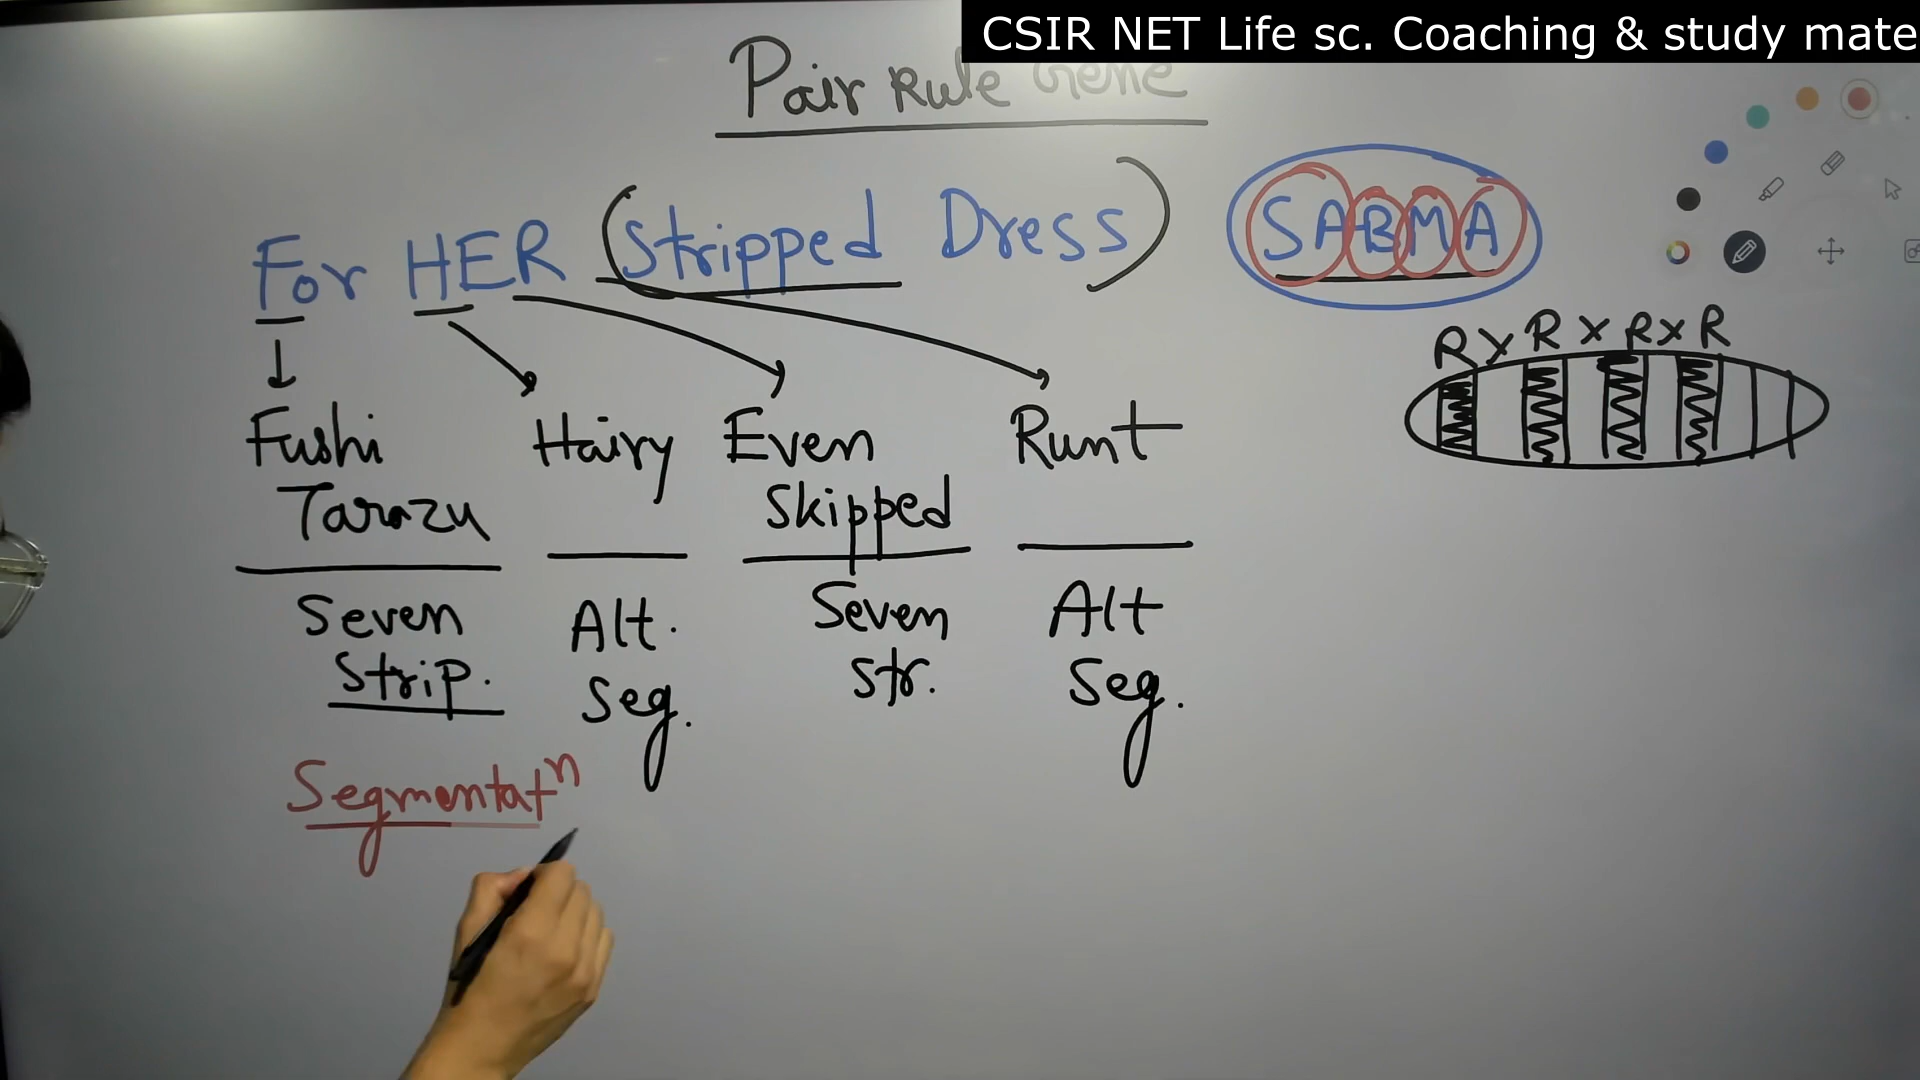 CSIR NET Life sc. Coaching & study mate
Pair Rule Gene
For HER (Stripped Dress) SABMA
R x R x R x R
Fushi Tarazu
Hairy
Even Skipped
Runt
Seven Strip.
Alt. Seg.
Seven Str.
Alt Seg.
Segmentatn